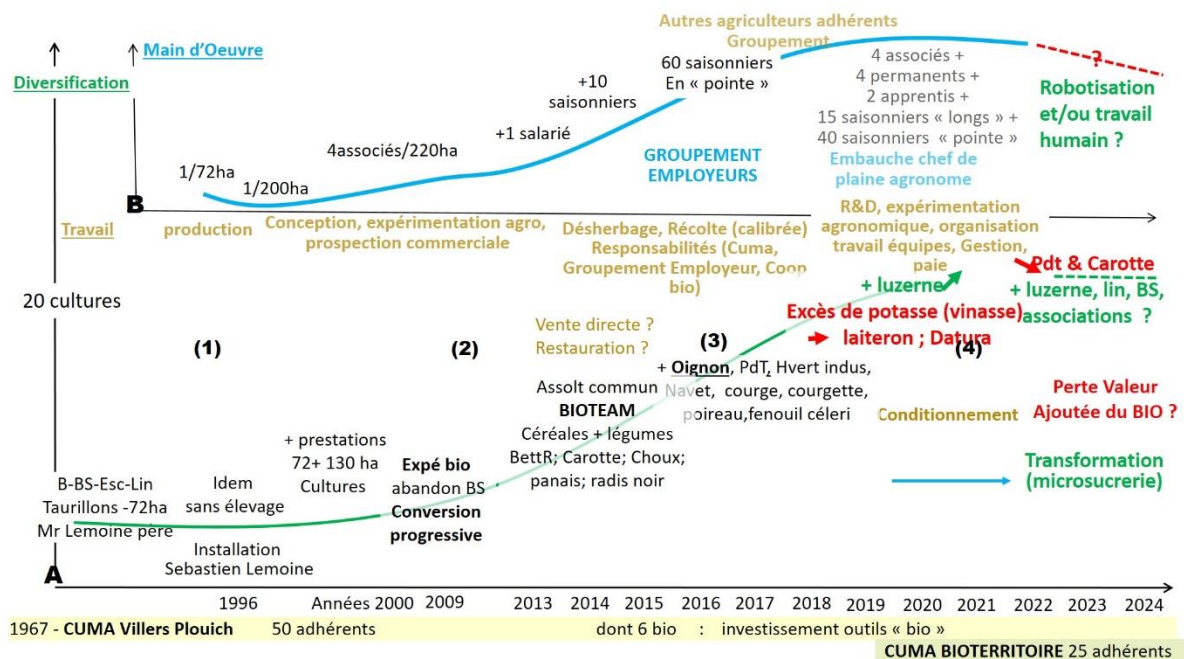 Autres agriculteurs adhérents
Groupement
Main d'Oeuvre
Diversification
60 saisonniers
En « pointe »
4 associés +
4 permanents +
2 apprentis +
15 saisonniers « longs » +
40 saisonniers « pointe »
?
Robotisation
et/ou travail
humain ?
+10
saisonniers
+1 salarié
4associés/220ha
1/72ha
1/200ha
GROUPEMENT
EMPLOYEURS
Embauche chef de
plaine agronome
B
Travail
production
Conception, expérimentation agro,
prospection commerciale
Désherbage, Récolte (calibrée)
Responsabilités (Cuma,
Groupement Employeur, Coop
bio)
R&D, expérimentation
agronomique, organisation
travail équipes, Gestion,
paie
Pdt & Carotte
+ luzerne, lin, BS,
associations ?
+ luzerne
20 cultures
Excès de potasse (vinasse)
laiteron ; Datura
Vente directe ?
Restauration ?
(1)
(2)
(3)
(4)
+ Oignon, PdT, Hvert indus,
Navet, courge, courgette,
poireau,fenouil céleri
Assolt commun
BIOTEAM
Céréales + légumes
BettR; Carotte; Choux;
panais; radis noir
Conditionnement
Perte Valeur
Ajoutée du BIO ?
Transformation
(microsucrerie)
+ prestations
72+ 130 ha
Cultures
Expé bio
abandon BS
Conversion
progressive
B-BS-Esc-Lin
Taurillons -72ha
Mr Lemoine père
Idem
sans élevage
Installation
Sebastien Lemoine
A
1996 Années 2000 2009 2013 2014 2015 2016 2017 2018 2019 2020 2021 2022 2023 2024
1967 - CUMA Villers Plouich 50 adhérents dont 6 bio : investissement outils « bio »
CUMA BIOTERRITOIRE 25 adhérents